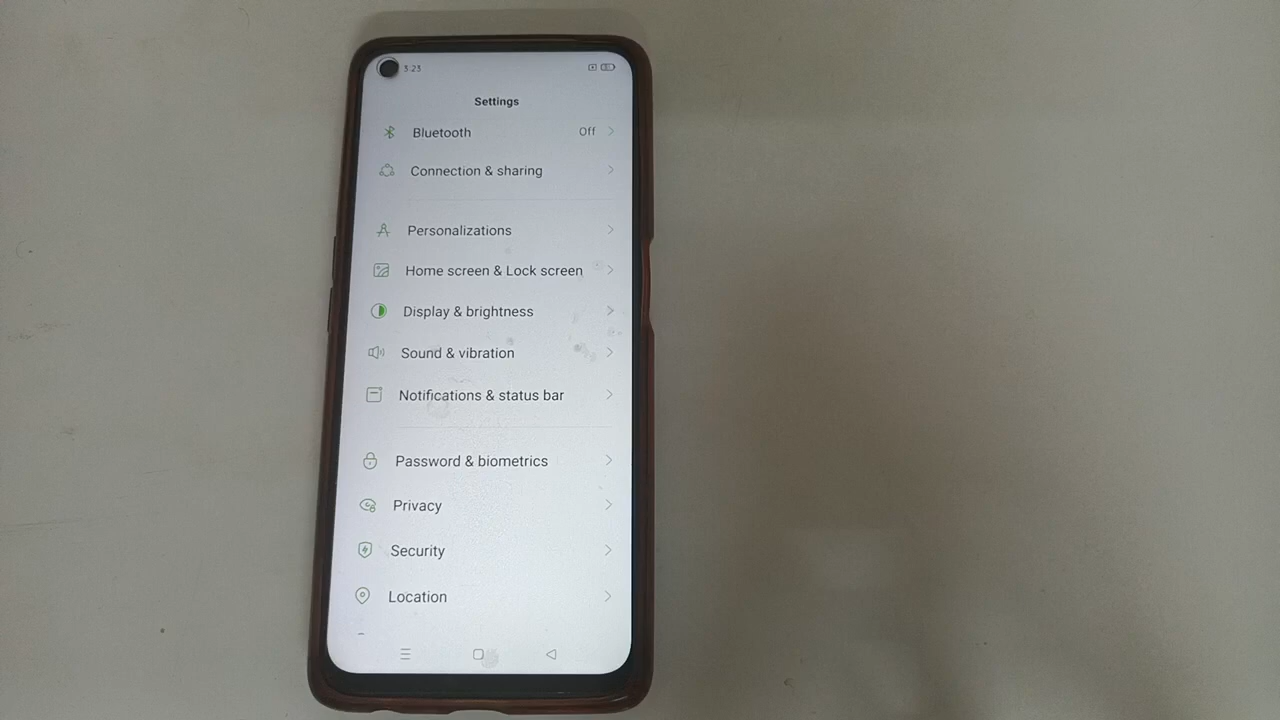 3:23
Settings
Bluetooth Off
Connection & sharing
Personalizations
Home screen & Lock screen
Display & brightness
Sound & vibration
Notifications & status bar
Password & biometrics
Privacy
Security
Location